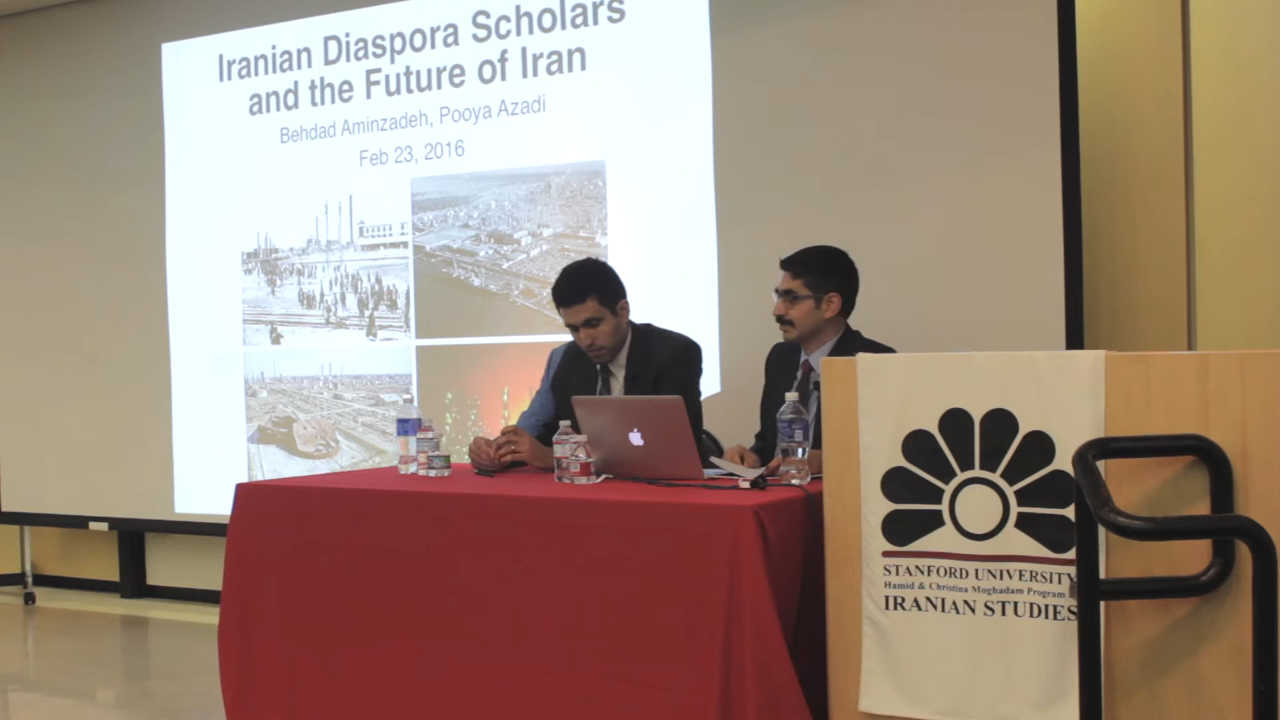 Iranian Diaspora Scholars
and the Future of Iran
Behdad Aminzadeh, Pooya Azadi
Feb 23, 2016
STANFORD UNIVERSITY
Hamid & Christina Moghadam Program
IRANIAN STUDIES